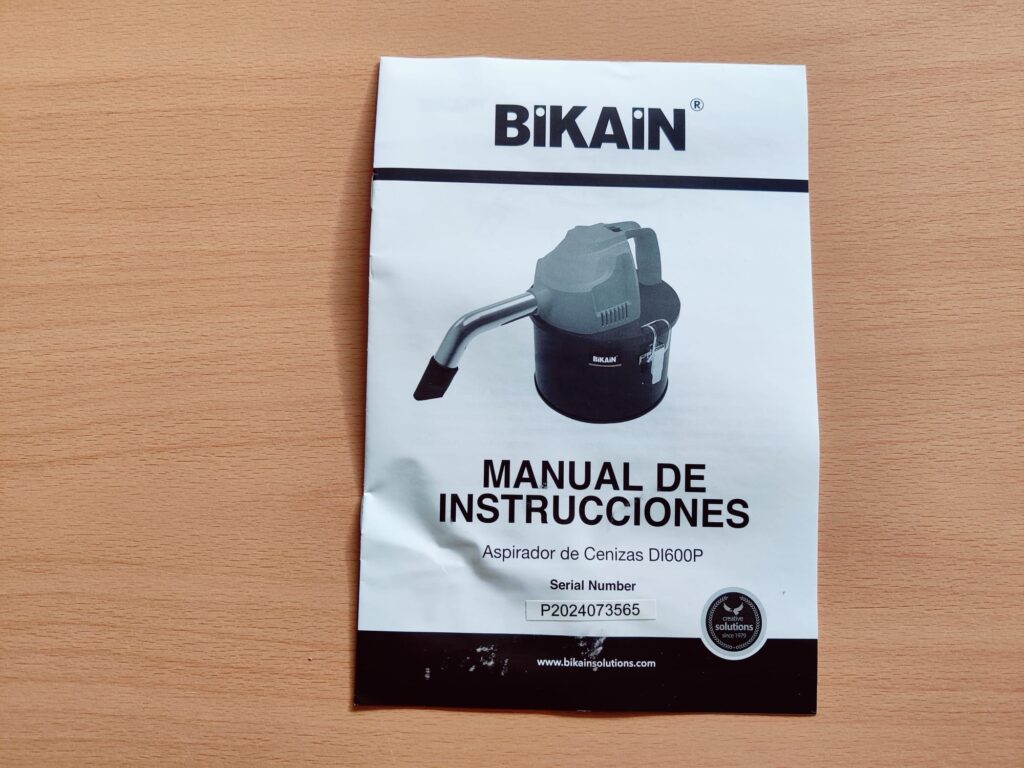 BiKAiN®
BiKAiN
MANUAL DE
INSTRUCCIONES
Aspirador de Cenizas DI600P
Serial Number
P2024073565
creative
solutions
since 1979
www.bikainsolutions.com